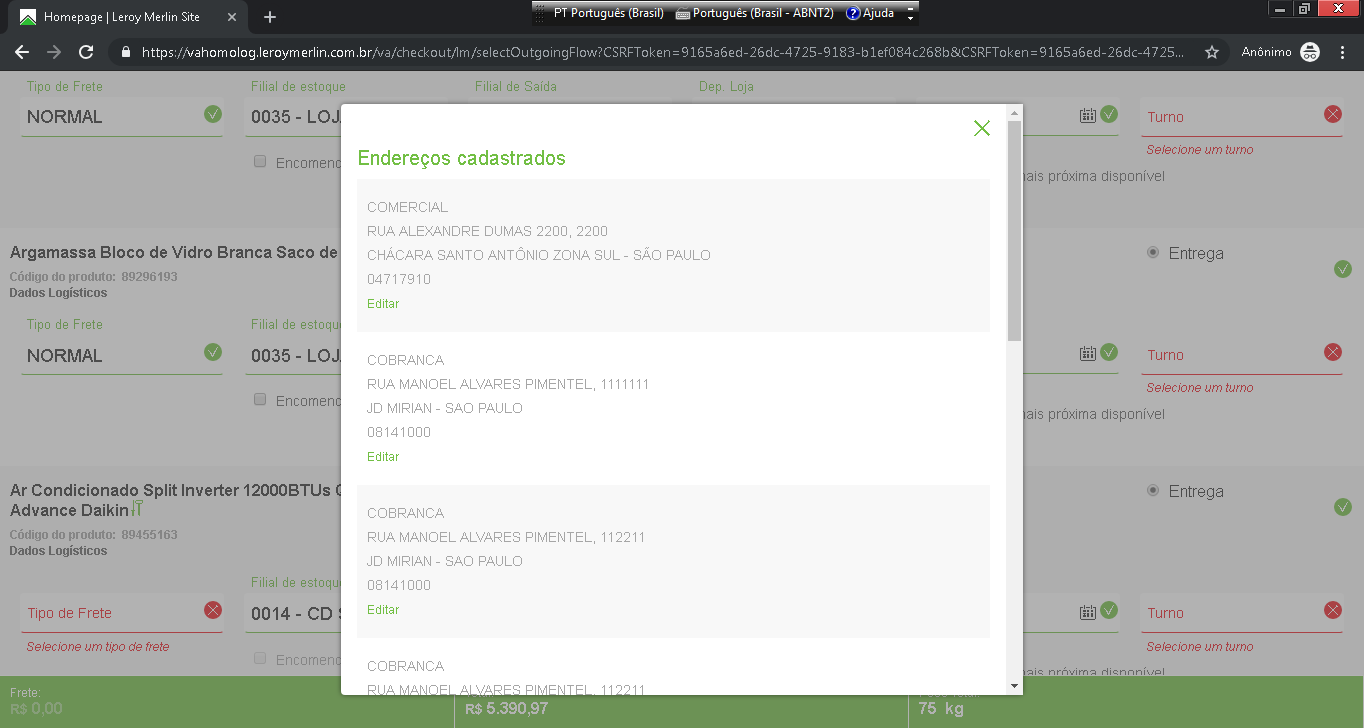 Homepage | Leroy Merlin Site
PT Português (Brasil) Português (Brasil - ABNT2) Ajuda
https://vahomolog.leroymerlin.com.br/va/checkout/lm/selectOutgoingFlow?CSRFToken=9165a6ed-26dc-4725-9183-b1ef084c268b&CSRFToken=9165a6ed-26dc-4725...
Anônimo
Tipo de Frete Filial de estoque Filial de Saída Dep. Loja
NORMAL 0035 - LOJ Turno
Selecione um turno
Encomend mais próxima disponível
Endereços cadastrados
COMERCIAL
RUA ALEXANDRE DUMAS 2200, 2200
CHÁCARA SANTO ANTÔNIO ZONA SUL - SÃO PAULO
04717910
Editar
COBRANCA
RUA MANOEL ALVARES PIMENTEL, 1111111
JD MIRIAN - SAO PAULO
08141000
Editar
COBRANCA
RUA MANOEL ALVARES PIMENTEL, 112211
JD MIRIAN - SAO PAULO
08141000
Editar
COBRANCA
RUA MANOEL ALVARES PIMENTEL, 112211
Argamassa Bloco de Vidro Branca Saco de
Entrega
Código do produto: 89296193
Dados Logísticos
Tipo de Frete Filial de estoque
NORMAL 0035 - LOJ Turno
Selecione um turno
Encomend mais próxima disponível
Ar Condicionado Split Inverter 12000BTUs
Advance Daikin
Entrega
Código do produto: 89455163
Dados Logísticos
Filial de estoque
Tipo de Frete 0014 - CD Turno
Selecione um tipo de frete Selecione um turno
Encomend mais próxima disponível
Frete:
R$ 0,00 R$ 5.390,97 75 kg